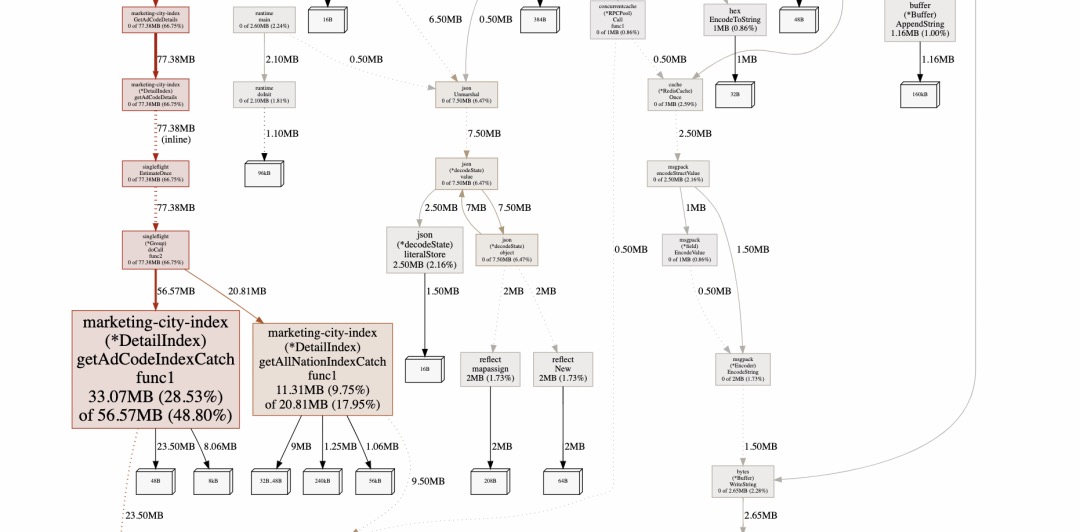 marketing-city-index
GetAdCodeDetails
0 of 77.38MB (66.75%)
runtime
main
0 of 2.60MB (2.24%)
16B
6.50MB
0.50MB
384B
concurrentcache
(*RPCPool)
Call
func1
0 of 1MB (0.86%)
hex
EncodeToString
1MB (0.86%)
48B
buffer
(*Buffer)
AppendString
1.16MB (1.00%)
77.38MB
2.10MB
0.50MB
0.50MB
1MB
1.16MB
marketing-city-index
(*DetailIndex)
getAdCodeDetails
0 of 77.38MB (66.75%)
runtime
doInit
0 of 2.10MB (1.81%)
json
Unmarshal
0 of 7.50MB (6.47%)
cache
(*RedisCache)
Once
0 of 3MB (2.59%)
32B
160kB
77.38MB
(inline)
1.10MB
7.50MB
2.50MB
singleflight
EstimateOnce
0 of 77.38MB (66.75%)
96kB
json
(*decodeState)
value
0 of 7.50MB (6.47%)
msgpack
encodeStructValue
0 of 2.50MB (2.16%)
77.38MB
2.50MB
7MB
7.50MB
1MB
1.50MB
0.50MB
singleflight
(*Group)
doCall
func2
0 of 77.38MB (66.75%)
json
(*decodeState)
literalStore
2.50MB (2.16%)
json
(*decodeState)
object
0 of 7.50MB (6.47%)
msgpack
(*field)
EncodeValue
0 of 1MB (0.86%)
56.57MB
20.81MB
1.50MB
2MB
2MB
0.50MB
marketing-city-index
(*DetailIndex)
getAdCodeIndexCatch
func1
33.07MB (28.53%)
of 56.57MB (48.80%)
marketing-city-index
(*DetailIndex)
getAllNationIndexCatch
func1
11.31MB (9.75%)
of 20.81MB (17.95%)
16B
reflect
mapassign
2MB (1.73%)
reflect
New
2MB (1.73%)
msgpack
(*Encoder)
EncodeString
0 of 2MB (1.73%)
23.50MB
8.06MB
9MB
1.25MB
1.06MB
2MB
2MB
1.50MB
48B
8kB
32B..48B
240kB
56kB
9.50MB
208B
64B
bytes
(*Buffer)
WriteString
0 of 2.65MB (2.28%)
23.50MB
2.65MB